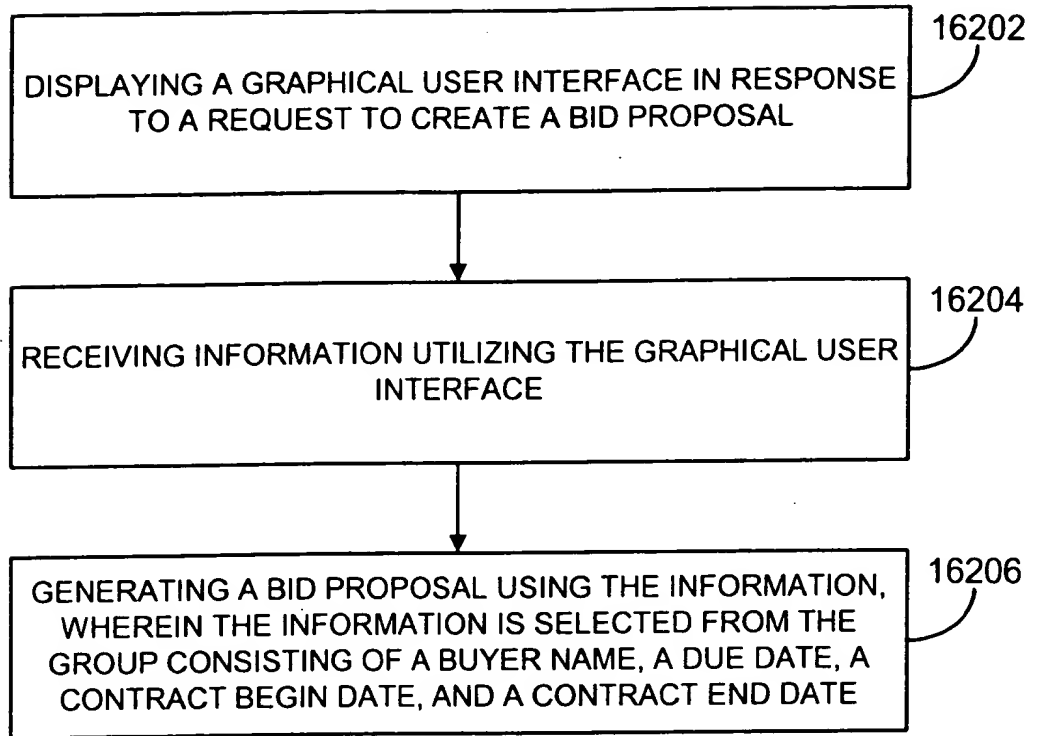 16202
DISPLAYING A GRAPHICAL USER INTERFACE IN RESPONSE
TO A REQUEST TO CREATE A BID PROPOSAL
16204
RECEIVING INFORMATION UTILIZING THE GRAPHICAL USER
INTERFACE
16206
GENERATING A BID PROPOSAL USING THE INFORMATION,
WHEREIN THE INFORMATION IS SELECTED FROM THE
GROUP CONSISTING OF A BUYER NAME, A DUE DATE, A
CONTRACT BEGIN DATE, AND A CONTRACT END DATE